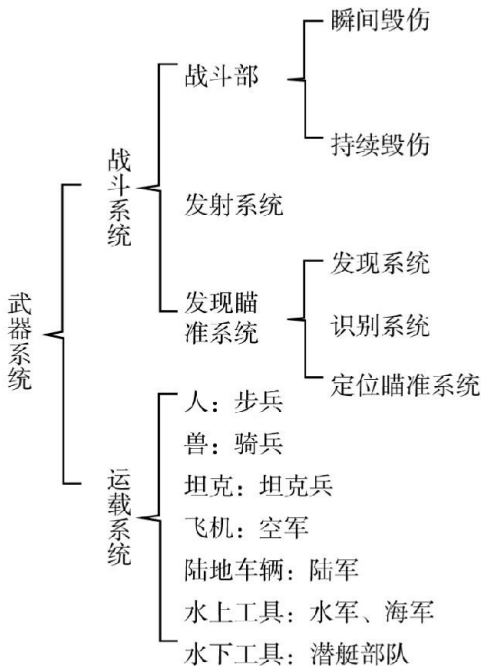 武器系统
战斗系统
战斗部
瞬间毁伤
持续毁伤
发射系统
发现瞄
准系统
发现系统
识别系统
定位瞄准系统
运载系统
人：步兵
兽：骑兵
坦克：坦克兵
飞机：空军
陆地车辆：陆军
水上工具：水军、海军
水下工具：潜艇部队